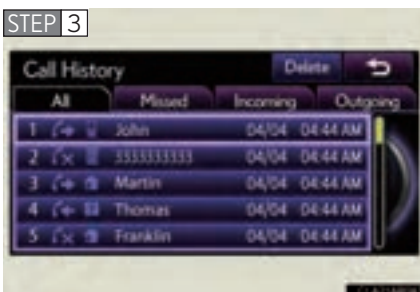 STEP 3
Call History Delete
All Missed Incoming Outgoing
1 John 04/04 04:44 AM
2 3333333333 04/04 04:44 AM
3 Martin 04/04 04:44 AM
4 Thomas 04/04 04:44 AM
5 Franklin 04/04 04:44 AM